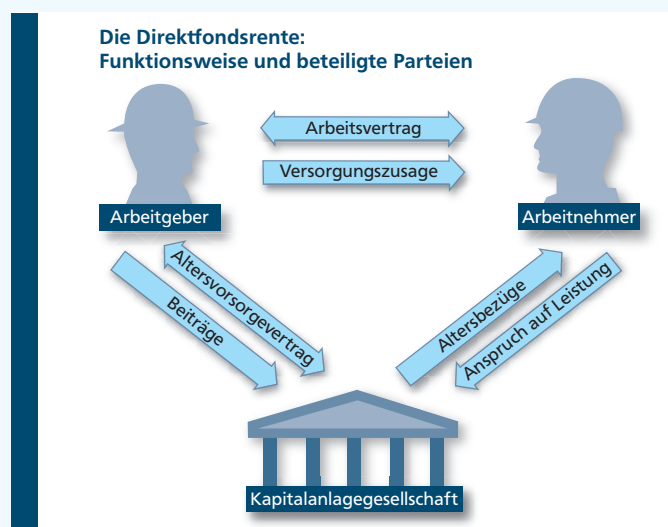 Die Direktfondsrente:
Funktionsweise und beteiligte Parteien
Arbeitsvertrag
Versorgungszusage
Arbeitgeber
Arbeitnehmer
Altersvorsorgevertrag
Beiträge
Altersbezüge
Anspruch auf Leistung
Kapitalanlagegesellschaft